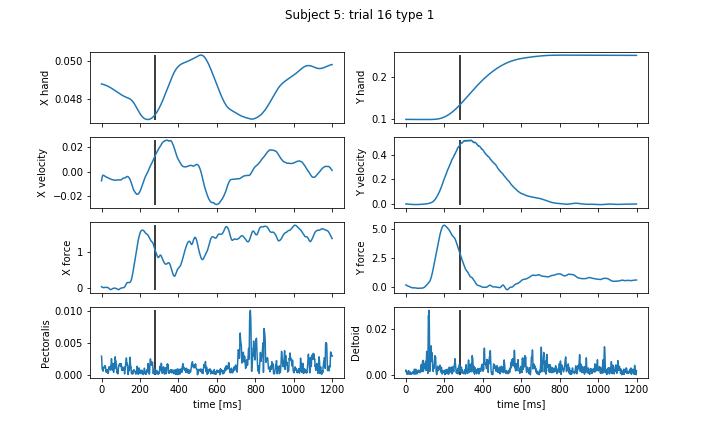 Subject 5: trial 16 type 1
X hand
0.050
0.048
Y hand
0.2
0.1
X velocity
0.02
0.00
−0.02
Y velocity
0.4
0.2
0.0
X force
1
0
Y force
5.0
2.5
0.0
Pectoralis
0.010
0.005
0.000
0 200 400 600 800 1000 1200
time [ms]
Deltoid
0.02
0.00
0 200 400 600 800 1000 1200
time [ms]